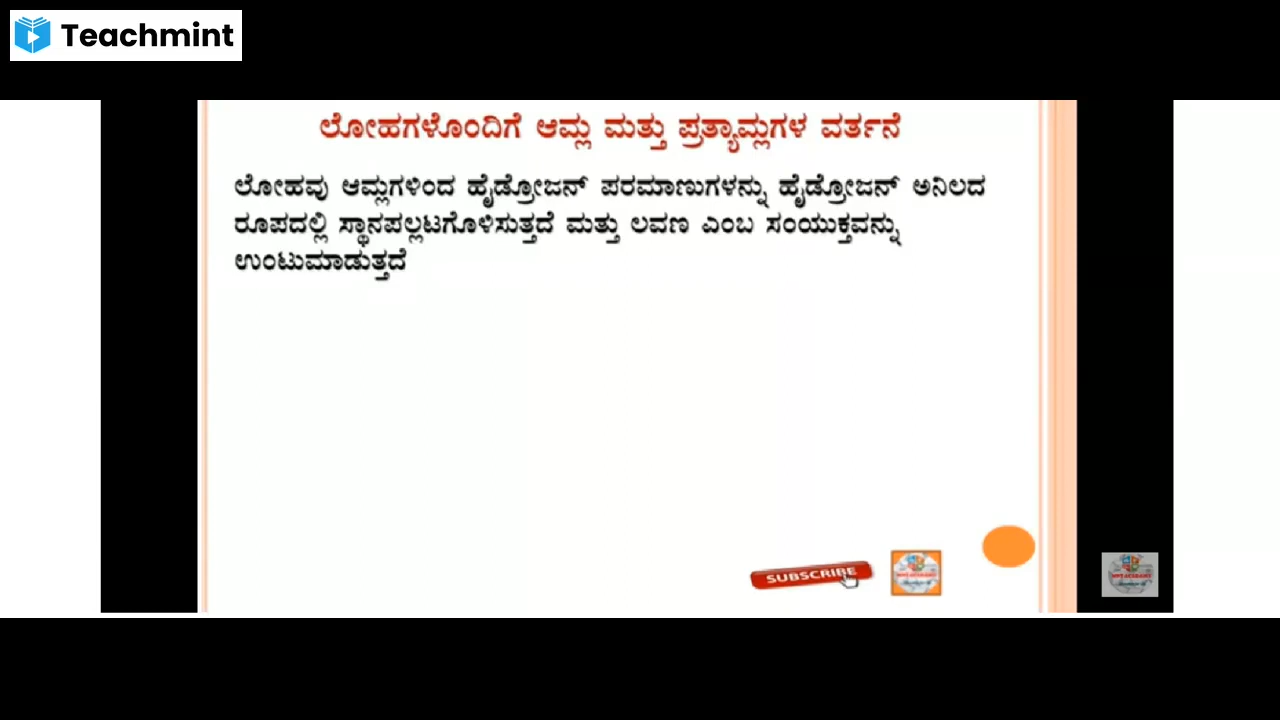 Teachmint
ಲೋಹಗಳೊಂದಿಗೆ ಆಮ್ಲ ಮತ್ತು ಪ್ರತ್ಯಾಮ್ಲಗಳ ವರ್ತನೆ
ಲೋಹವು ಆಮ್ಲಗಳಿಂದ ಹೈಡ್ರೋಜನ್ ಪರಮಾಣುಗಳನ್ನು ಹೈಡ್ರೋಜನ್ ಅನಿಲದ
ರೂಪದಲ್ಲಿ ಸ್ಥಾನಪಲ್ಲಟಗೊಳಿಸುತ್ತದೆ ಮತ್ತು ಲವಣ ಎಂಬ ಸಂಯುಕ್ತವನ್ನು
ಉಂಟುಮಾಡುತ್ತದೆ
SUBSCRIBE